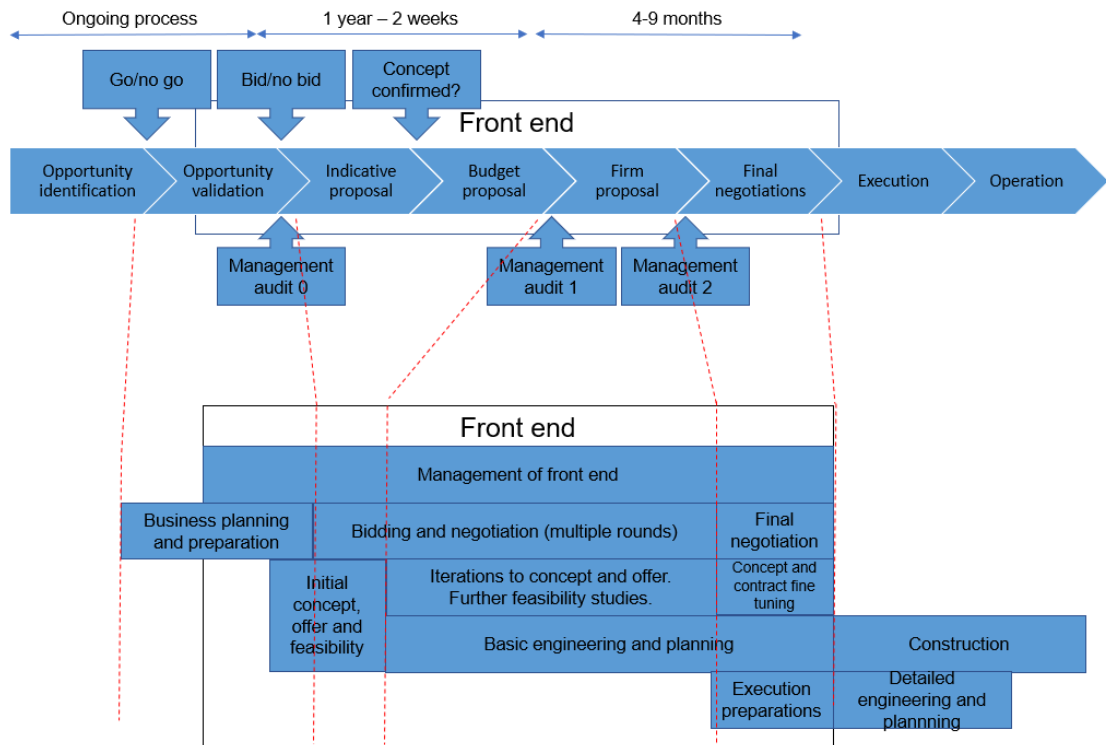 Ongoing process
1 year – 2 weeks
4-9 months
Go/no go
Bid/no bid
Concept
confirmed?
Front end
Opportunity
identification
Opportunity
validation
Indicative
proposal
Budget
proposal
Firm
proposal
Final
negotiations
Execution
Operation
Management
audit 0
Management
audit 1
Management
audit 2
Front end
Management of front end
Business planning
and preparation
Bidding and negotiation (multiple rounds)
Final
negotiation
Initial
concept,
offer and
feasibility
Iterations to concept and offer.
Further feasibility studies.
Concept and
contract fine
tuning
Basic engineering and planning
Construction
Execution
preparations
Detailed
engineering and
plannning